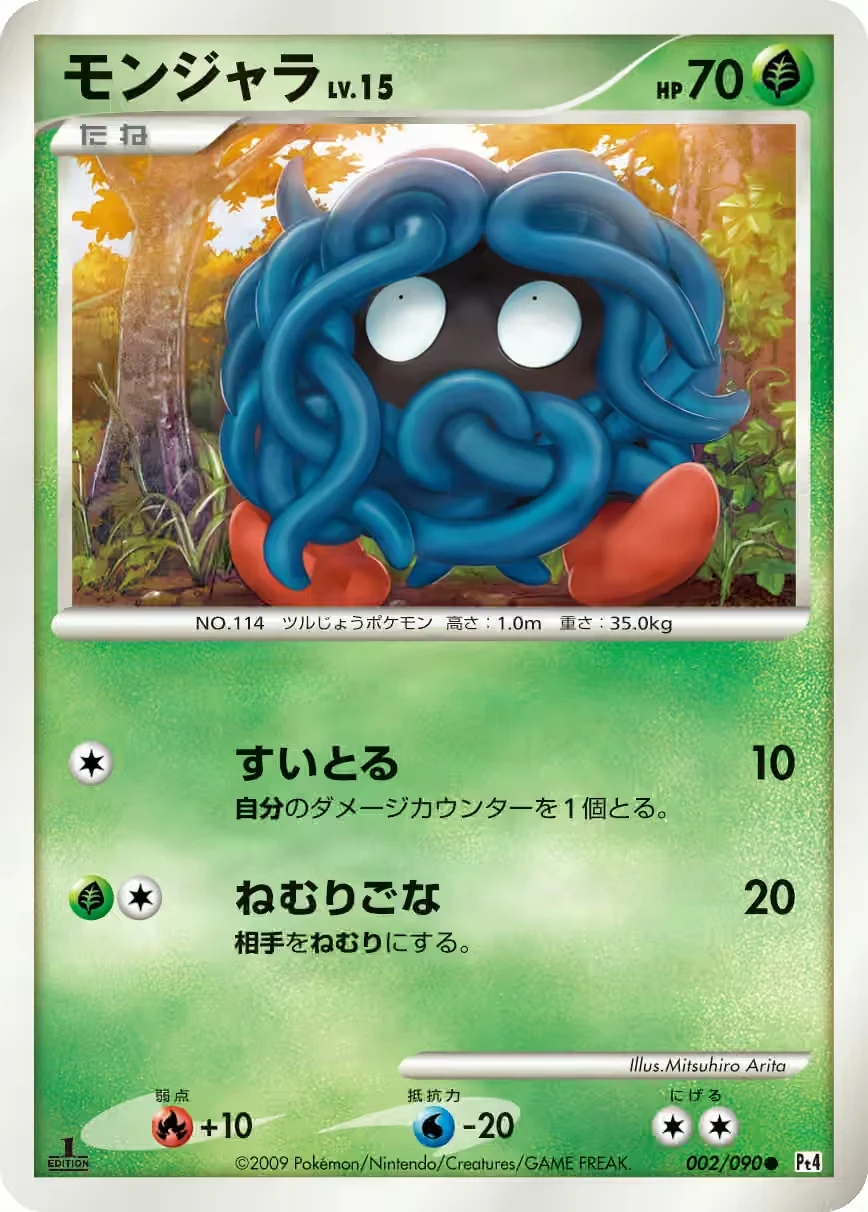 モンジャラ LV.15 HP 70
たね
NO.114 ツルじょうポケモン 高さ：1.0m 重さ：35.0kg
すいとる 10
自分のダメージカウンターを1個とる。
ねむりごな 20
相手をねむりにする。
Illus.Mitsuhiro Arita
弱点 抵抗力 にげる
+10 -20
1 EDITION
©2009 Pokémon/Nintendo/Creatures/GAME FREAK. 002/090 Pt4